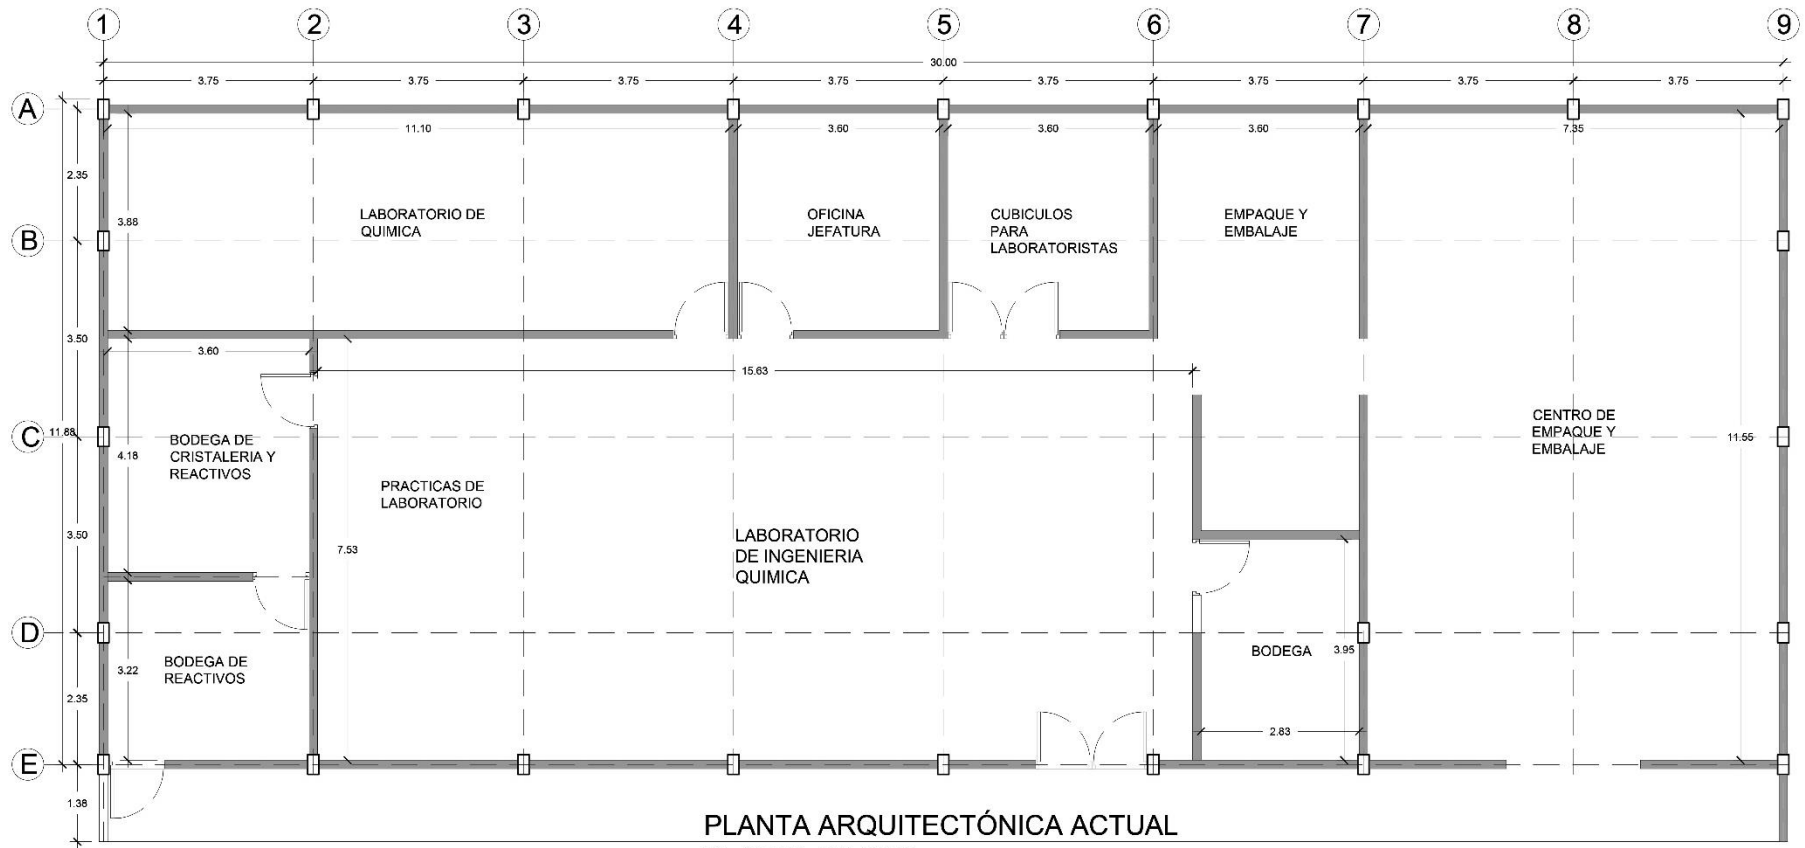 1 2 3 4 5 6 7 8 9
30.00
3.75 3.75 3.75 3.75 3.75 3.75 3.75 3.75
A
11.10 3.60 3.60 3.60 7.35
2.35
3.88
LABORATORIO DE
QUIMICA
OFICINA
JEFATURA
CUBICULOS
PARA
LABORATORISTAS
EMPAQUE Y
EMBALAJE
B
3.50
3.60
15.63
C
11.88
4.18
BODEGA DE
CRISTALERIA Y
REACTIVOS
PRACTICAS DE
LABORATORIO
CENTRO DE
EMPAQUE Y
EMBALAJE
11.55
3.50
7.53
LABORATORIO
DE INGENIERIA
QUIMICA
D
2.35
3.22
BODEGA DE
REACTIVOS
BODEGA
3.95
2.83
E
1.38
PLANTA ARQUITECTÓNICA ACTUAL